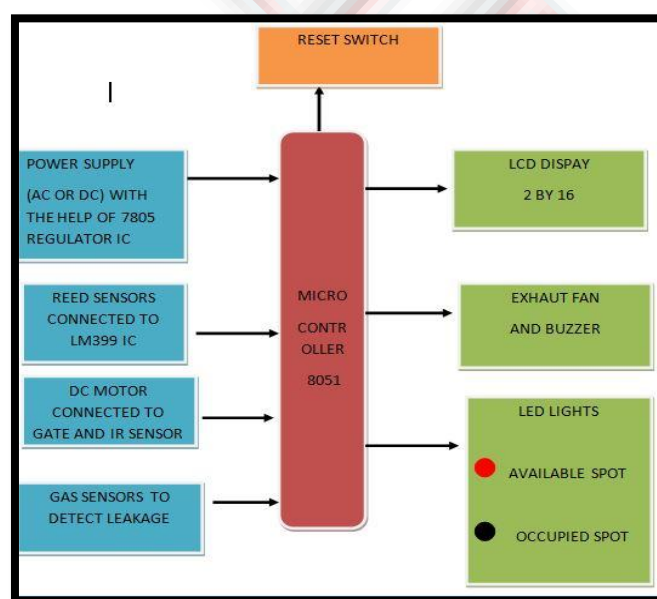 RESET SWITCH
POWER SUPPLY
(AC OR DC) WITH
THE HELP OF 7805
REGULATOR IC
LCD DISPAY
2 BY 16
REED SENSORS
CONNECTED TO
LM399 IC
MICRO
CONTR
OLLER
8051
EXHAUT FAN
AND BUZZER
DC MOTOR
CONNECTED TO
GATE AND IR SENSOR
LED LIGHTS
AVAILABLE SPOT
OCCUPIED SPOT
GAS SENSORS TO
DETECT LEAKAGE